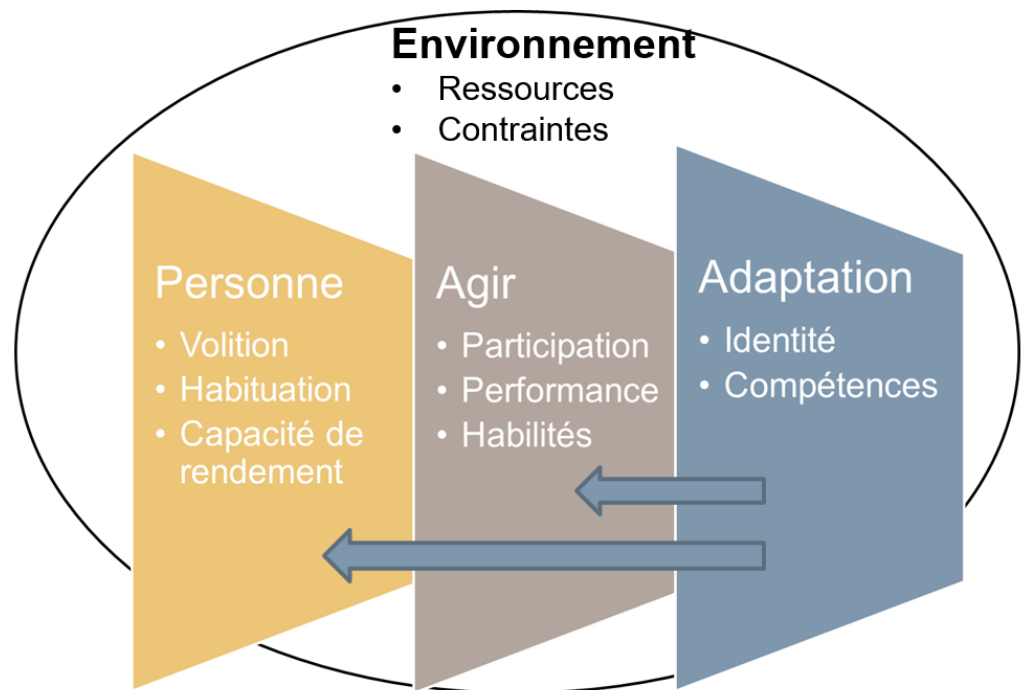 Environnement
• Ressources
• Contraintes
Personne
• Volition
• Habituation
• Capacité de
rendement
Agir
• Participation
• Performance
• Habilités
Adaptation
• Identité
• Compétences